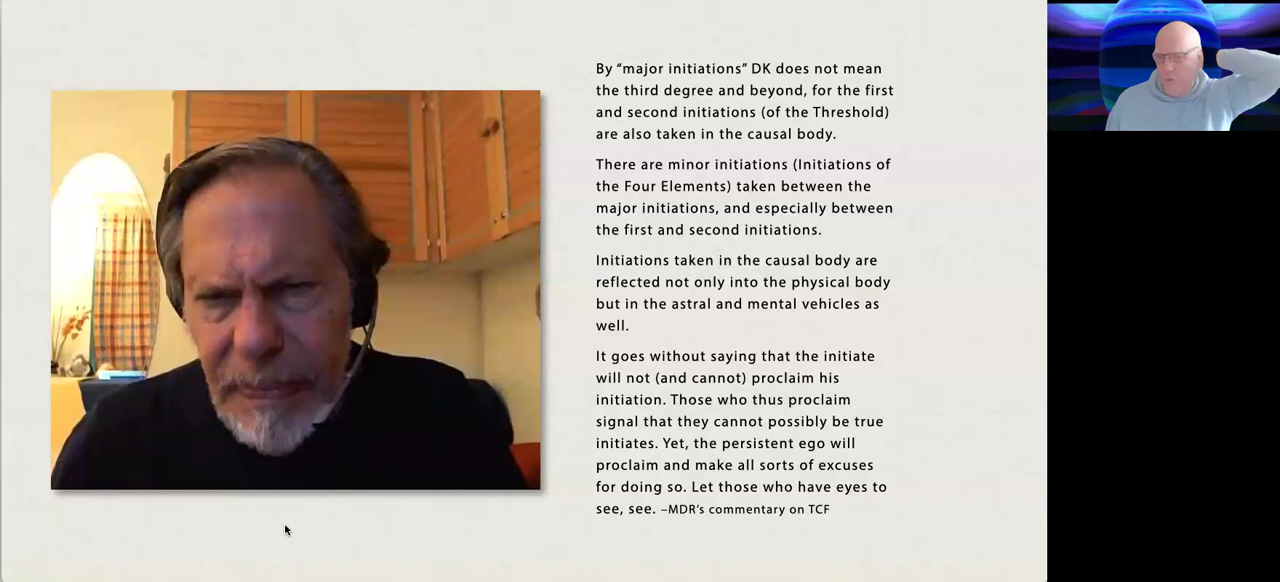 By “major initiations” DK does not mean
the third degree and beyond, for the first
and second initiations (of the Threshold)
are also taken in the causal body.
There are minor initiations (Initiations of
the Four Elements) taken between the
major initiations, and especially between
the first and second initiations.
Initiations taken in the causal body are
reflected not only into the physical body
but in the astral and mental vehicles as
well.
It goes without saying that the initiate
will not (and cannot) proclaim his
initiation. Those who thus proclaim
signal that they cannot possibly be true
initiates. Yet, the persistent ego will
proclaim and make all sorts of excuses
for doing so. Let those who have eyes to
see, see. –MDR’s commentary on TCF